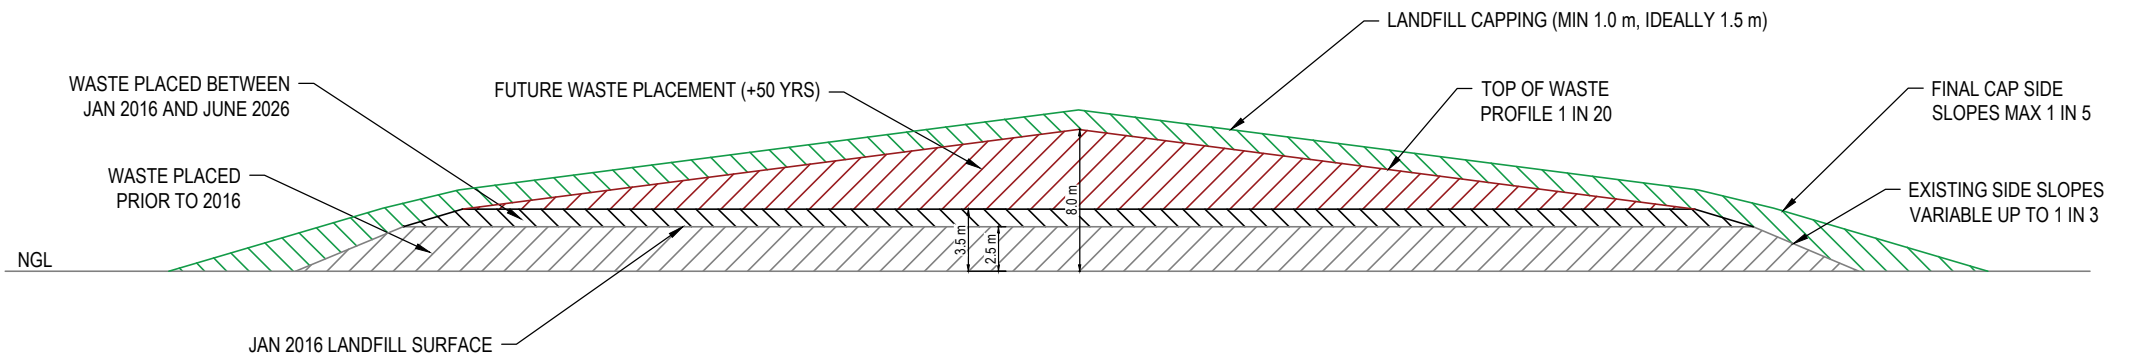 LANDFILL CAPPING (MIN 1.0 m, IDEALLY 1.5 m)
WASTE PLACED BETWEEN
JAN 2016 AND JUNE 2026
FUTURE WASTE PLACEMENT (+50 YRS)
TOP OF WASTE
PROFILE 1 IN 20
FINAL CAP SIDE
SLOPES MAX 1 IN 5
WASTE PLACED
PRIOR TO 2016
EXISTING SIDE SLOPES
VARIABLE UP TO 1 IN 3
8.0 m
3.5 m
2.5 m
NGL
JAN 2016 LANDFILL SURFACE